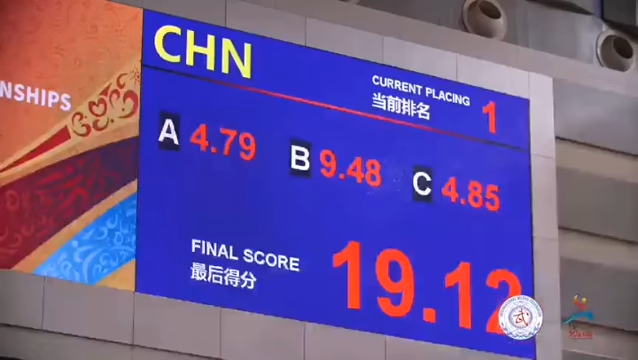 NSHIPS
CHN
CURRENT PLACING 1
当前排名
A 4.79 B 9.48 C 4.85
FINAL SCORE 19.12
最后得分